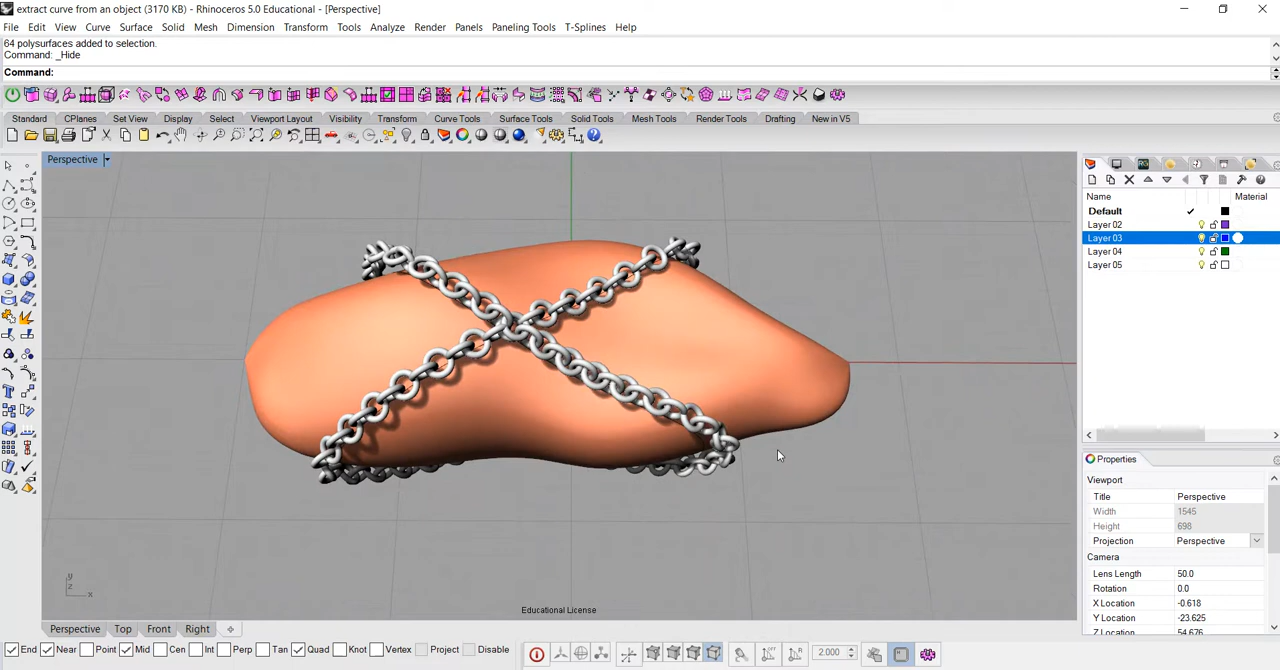 extract curve from an object (3170 KB) - Rhinoceros 5.0 Educational - [Perspective]
File Edit View Curve Surface Solid Mesh Dimension Transform Tools Analyze Render Panels Paneling Tools T-Splines Help
64 polysurfaces added to selection.
Command: _Hide
Command:
Standard CPlanes Set View Display Select Viewport Layout Visibility Transform Curve Tools Surface Tools Solid Tools Mesh Tools Render Tools Drafting New in V5
Perspective
Name Material
Default
Layer 02
Layer 03
Layer 04
Layer 05
Properties
Viewport
Title Perspective
Width 1545
Height 698
Projection Perspective
Camera
Lens Length 50.0
Rotation 0.0
X Location -0.618
Y Location -23.625
Z Location 54.676
y
z
x
Educational License
Perspective Top Front Right
End Near Point Mid Cen Int Perp Tan Quad Knot Vertex Project Disable
2.000